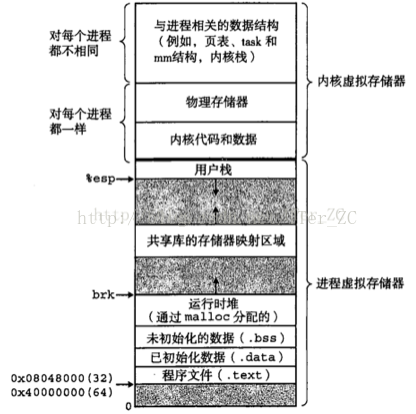 对每个进程
都不相同
与进程相关的数据结构
(例如，页表、task 和
mm结构，内核栈)
内核虚拟存储器
对每个进程
都一样
物理存储器
内核代码和数据
用户栈
%esp
共享库的存储器映射区域
进程虚拟存储器
brk
运行时堆
(通过 malloc 分配的)
未初始化的数据 (.bss)
已初始化数据 (.data)
程序文件 (.text)
0x08048000(32)
0x40000000(64)
0